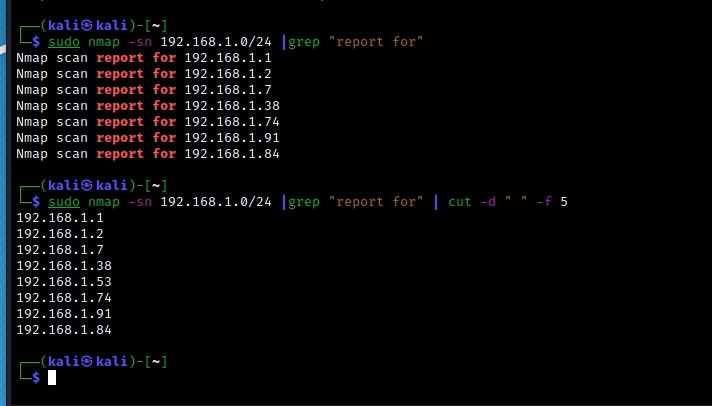 ┌──(kali㉿kali)-[~]
└─$ sudo nmap -sn 192.168.1.0/24 |grep "report for"
Nmap scan report for 192.168.1.1
Nmap scan report for 192.168.1.2
Nmap scan report for 192.168.1.7
Nmap scan report for 192.168.1.38
Nmap scan report for 192.168.1.74
Nmap scan report for 192.168.1.91
Nmap scan report for 192.168.1.84
┌──(kali㉿kali)-[~]
└─$ sudo nmap -sn 192.168.1.0/24 |grep "report for" | cut -d " " -f 5
192.168.1.1
192.168.1.2
192.168.1.7
192.168.1.38
192.168.1.53
192.168.1.74
192.168.1.91
192.168.1.84
┌──(kali㉿kali)-[~]
└─$